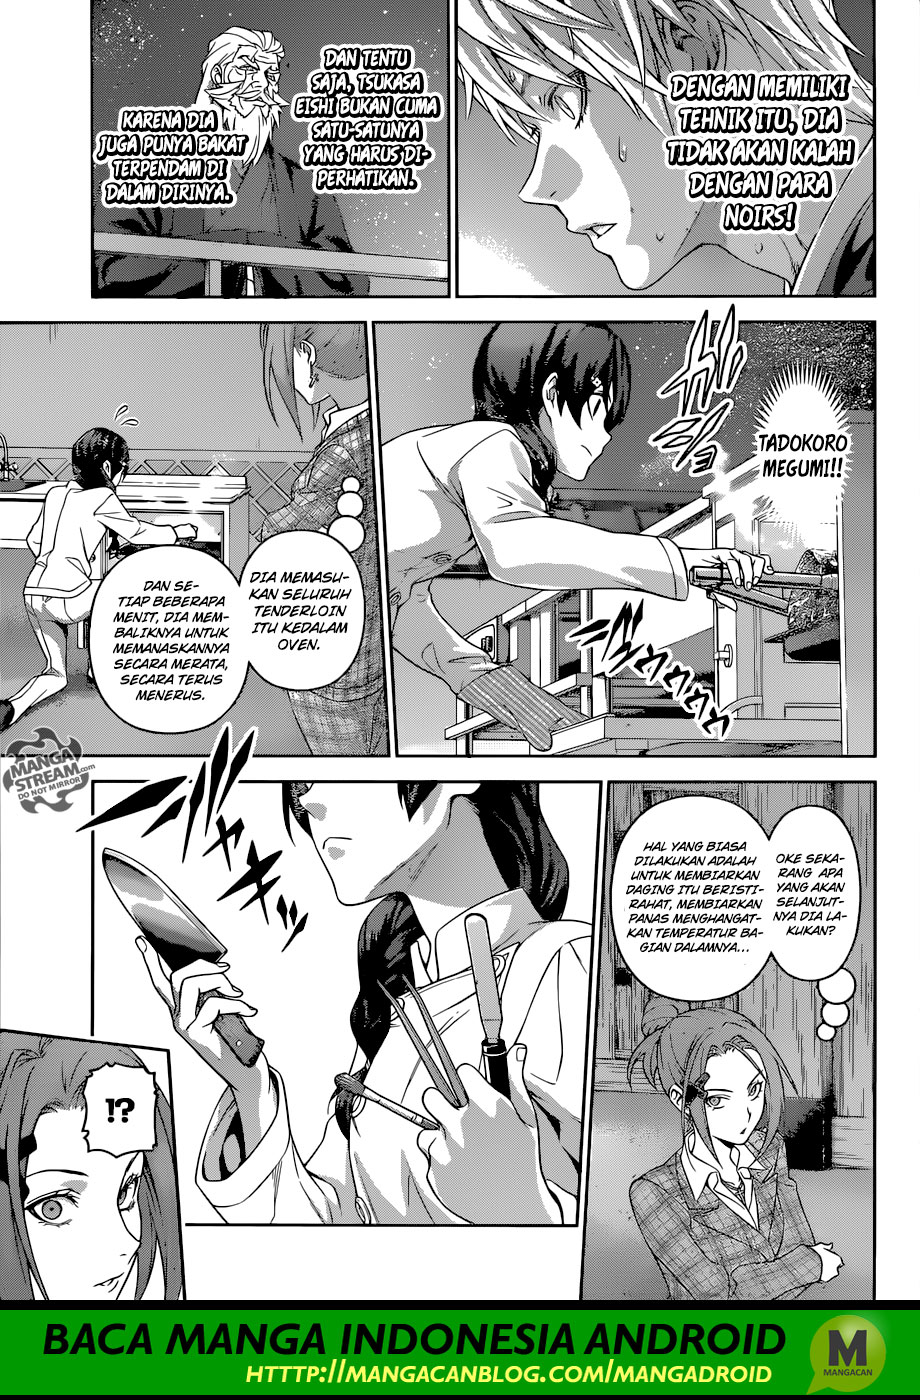 DENGAN MEMILIKI
TEHNIK ITU, DIA
TIDAK AKAN KALAH
DENGAN PARA
NOIRS!
DAN TENTU
SAJA, TSUKASA
EISHI BUKAN CUMA
SATU-SATUNYA
YANG HARUS DI-
PERHATIKAN.
KARENA DIA
JUGA PUNYA BAKAT
TERPENDAM DI
DALAM DIRINYA.
TADOKORO
MEGUMI!!
DIA MEMASU-
KAN SELURUH
TENDERLOIN
ITU KEDALAM
OVEN.
DAN SE-
TIAP BEBERAPA
MENIT, DIA MEM-
BALIKNYA UNTUK
MEMANASKANNYA
SECARA MERATA,
SECARA TERUS
MENERUS.
OKE SEKA-
RANG APA
YANG AKAN
SELANJUT-
NYA DIA LA-
KUKAN?
HAL YANG BIASA
DILAKUKAN ADALAH
UNTUK MEMBIARKAN
DAGING ITU BERISTI-
RAHAT, MEMBIARKAN
PANAS MENGHANGAT-
KAN TEMPERATUR BA-
GIAN DALAMNYA...
!?
MANGA
STREAM.com
DO NOT MIRROR!
BACA MANGA INDONESIA ANDROID
HTTTP://MANGACANBLOG.COM/MANGADROID
M
MANGACAN